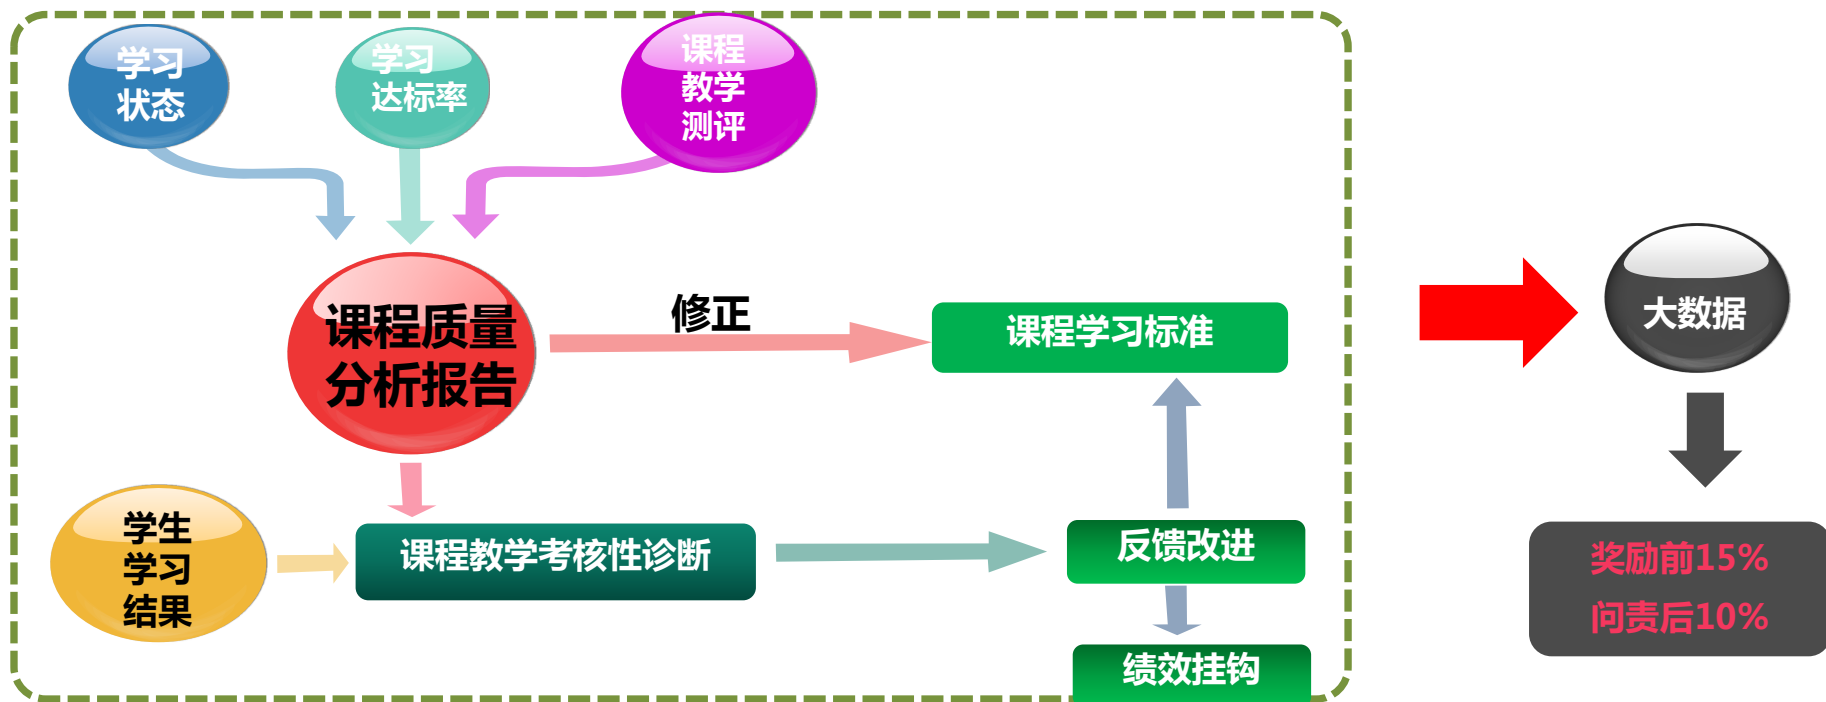 学习
状态
学习
达标率
课程
教学
测评
课程质量
分析报告
修正
课程学习标准
大数据
学生
学习
结果
课程教学考核性诊断
反馈改进
绩效挂钩
奖励前15%
问责后10%